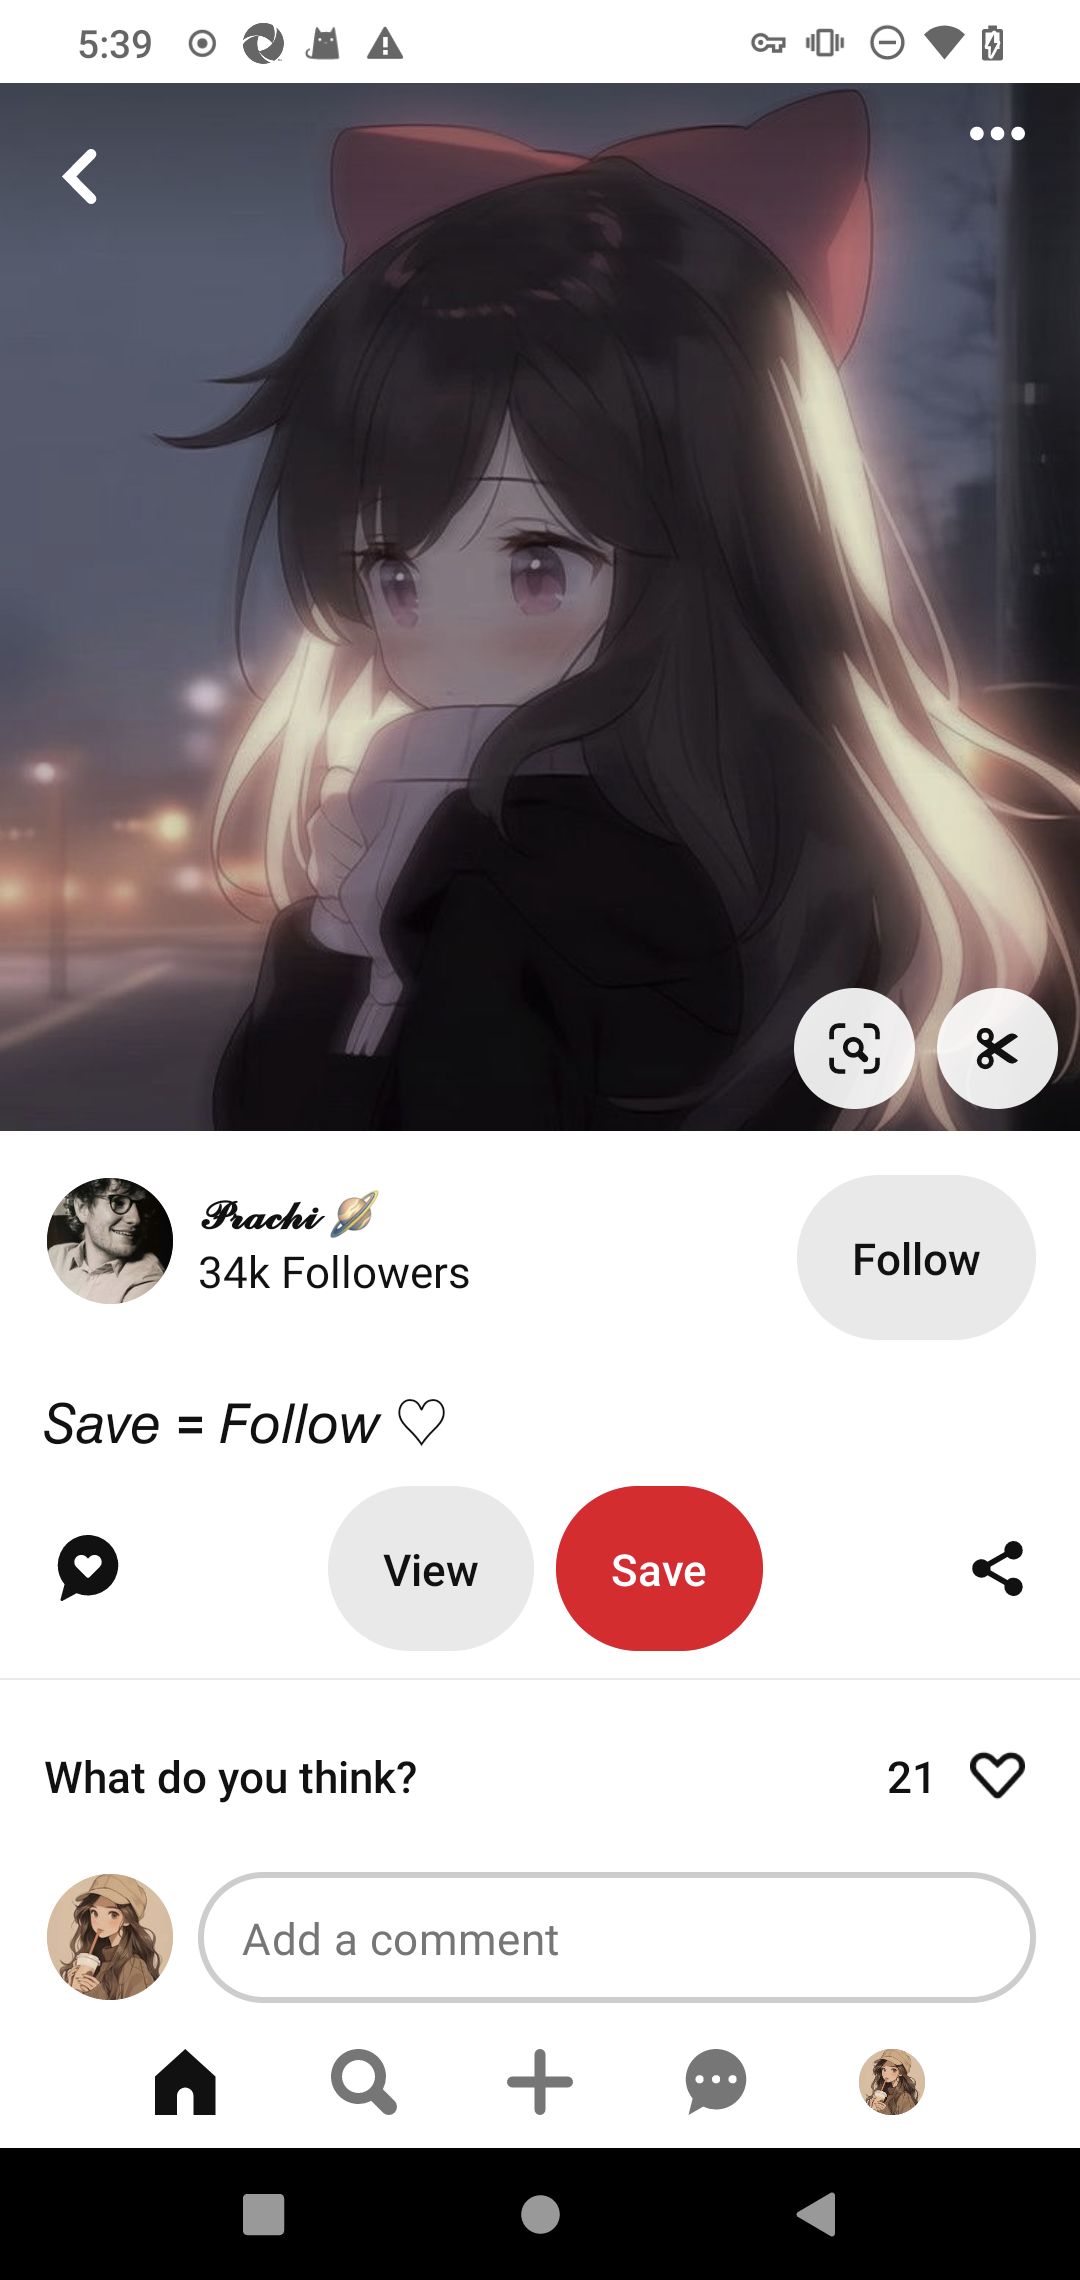 5:39
𝒫𝓇𝒶𝒸𝒽𝒾 🪐
34k Followers
Follow
Save = Follow ♡
View
Save
What do you think?
21
Add a comment